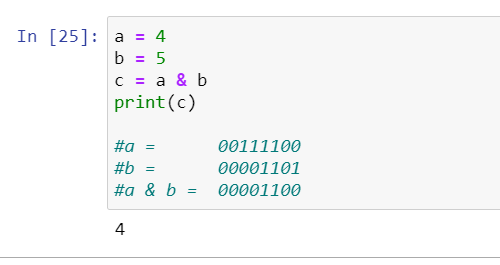 In [25]: a = 4
b = 5
c = a & b
print(c)
#a =      00111100
#b =      00001101
#a & b =  00001100
4